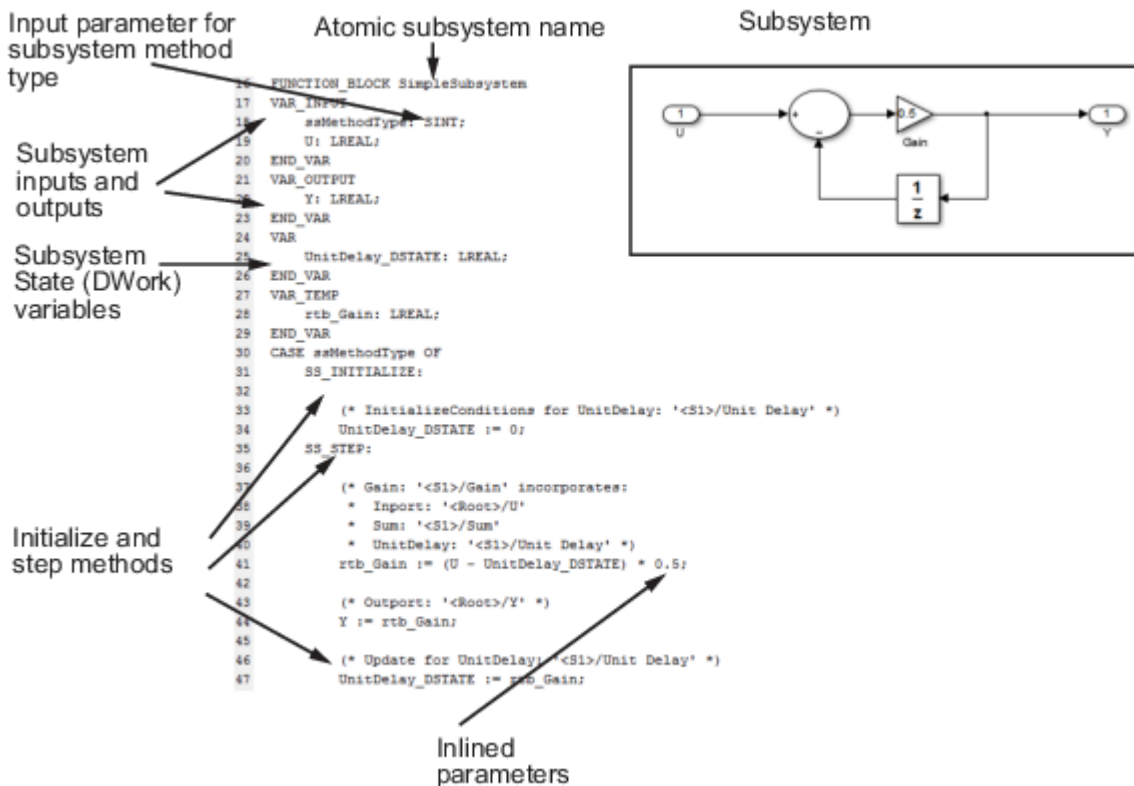 Input parameter for
subsystem method
type
Atomic subsystem name
Subsystem
16 FUNCTION_BLOCK SimpleSubsystem
17 VAR_INPUT
18 ssMethodType: SINT;
19 U: LREAL;
20 END_VAR
21 VAR_OUTPUT
22 Y: LREAL;
23 END_VAR
24 VAR
25 UnitDelay_DSTATE: LREAL;
26 END_VAR
27 VAR_TEMP
28 rtb_Gain: LREAL;
29 END_VAR
30 CASE ssMethodType OF
31 SS_INITIALIZE:
32
33 (* InitializeConditions for UnitDelay: '<S1>/Unit Delay' *)
34 UnitDelay_DSTATE := 0;
35 SS_STEP:
36
37 (* Gain: '<S1>/Gain' incorporates:
38 * Inport: '<Root>/U'
39 * Sum: '<S1>/Sum'
40 * UnitDelay: '<S1>/Unit Delay' *)
41 rtb_Gain := (U - UnitDelay_DSTATE) * 0.5;
42
43 (* Outport: '<Root>/Y' *)
44 Y := rtb_Gain;
45
46 (* Update for UnitDelay: '<S1>/Unit Delay' *)
47 UnitDelay_DSTATE := rtb_Gain;
Subsystem
inputs and
outputs
Subsystem
State (DWork)
variables
Initialize and
step methods
Inlined
parameters
1
U
+
−
0.5
Gain
1
Y
1
z